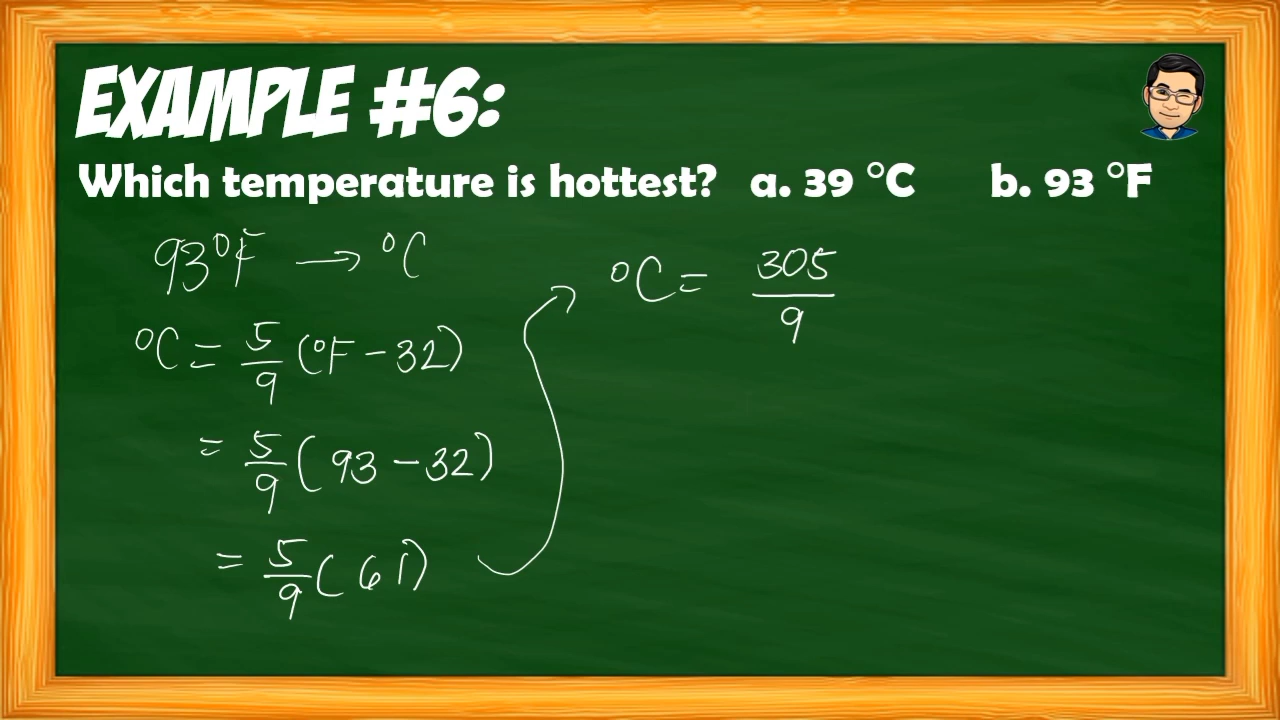 EXAMPLE #6:
Which temperature is hottest? a. 39 °C b. 93 °F
93°F → °C
°C = 5/9 (°F - 32)
= 5/9 (93 - 32)
= 5/9 (61)
°C = 305/9